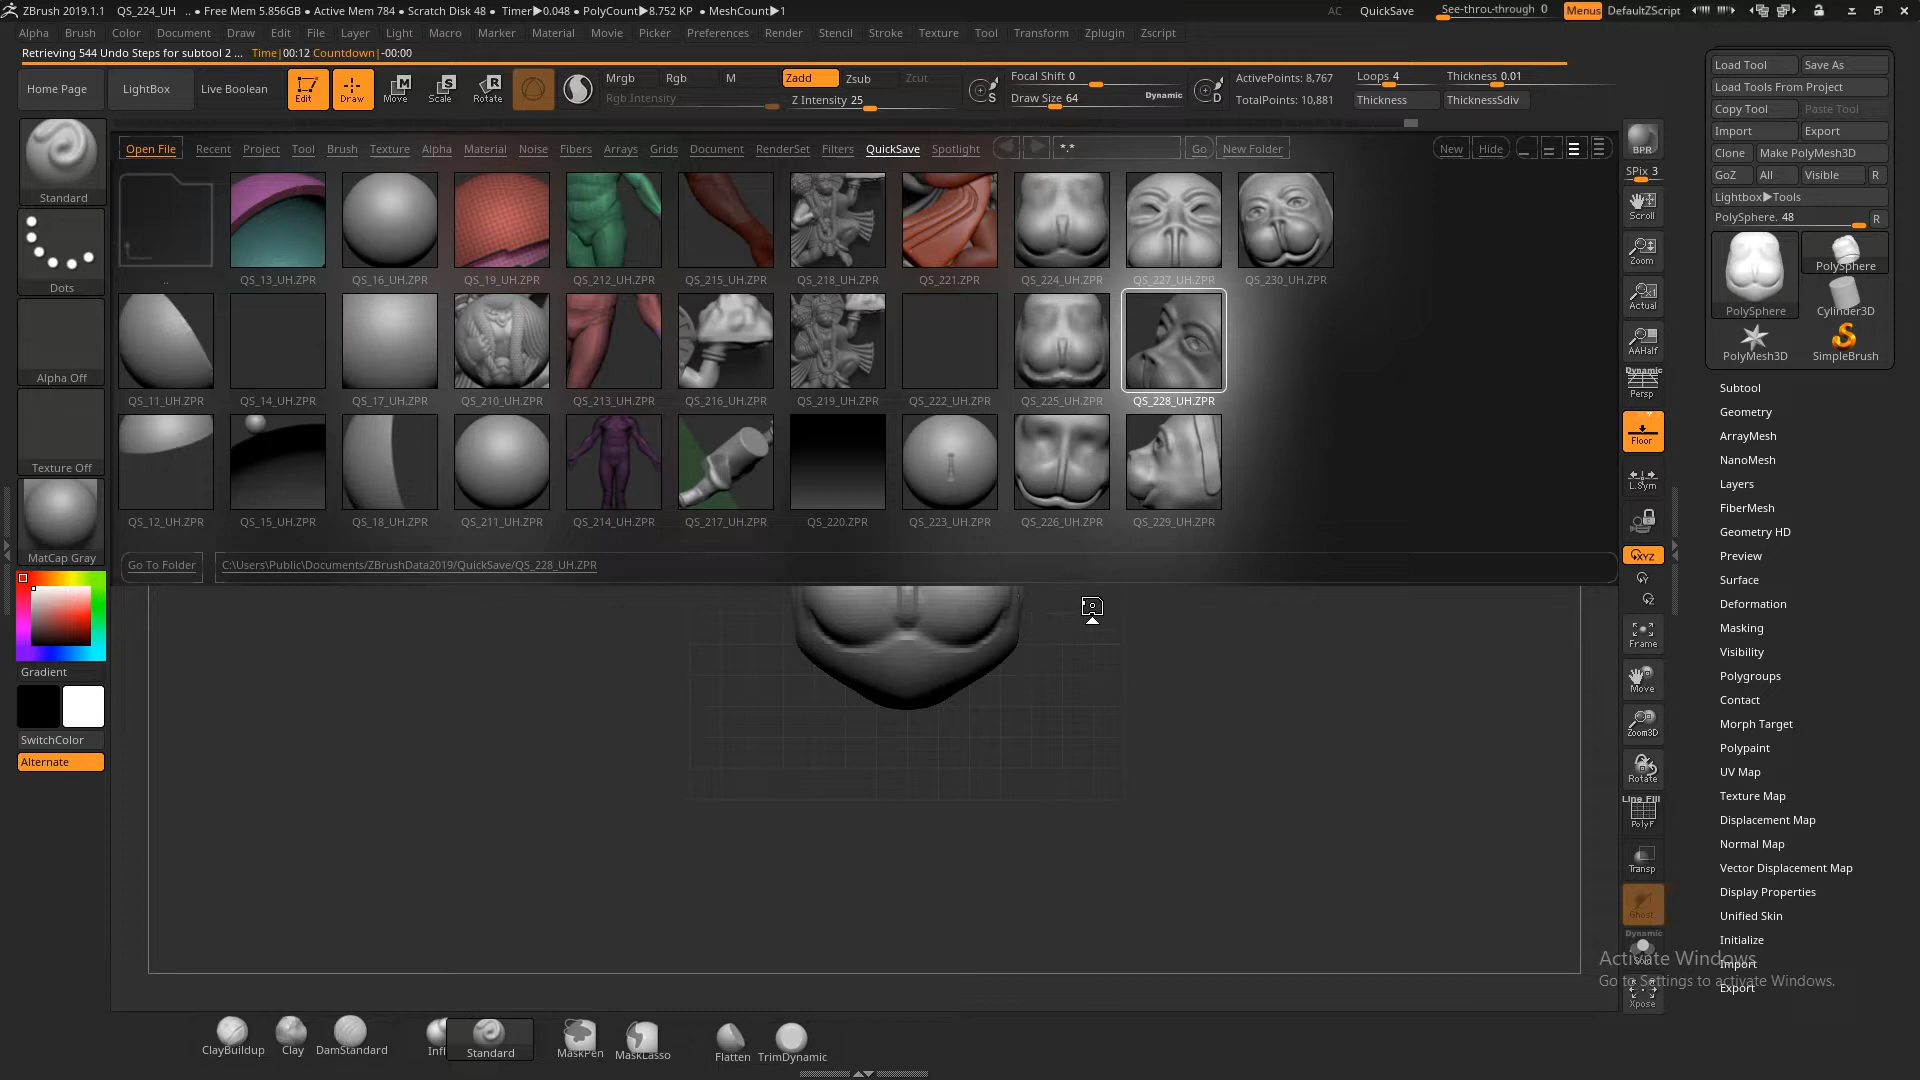 ZBrush 2019.1.1 QS_224_UH .. • Free Mem 5.856GB • Active Mem 784 • Scratch Disk 48 • Timer▶0.048 • PolyCount▶8.752 KP • MeshCount▶1 AC QuickSave See-through 0 Menus DefaultZScript
Alpha Brush Color Document Draw Edit File Layer Light Macro Marker Material Movie Picker Preferences Render Stencil Stroke Texture Tool Transform Zplugin Zscript
Retrieving 544 Undo Steps for subtool 2 ... Time|00:12 Countdown|-00:00
Home Page LightBox Live Boolean Edit Draw Move Scale Rotate
Mrgb Rgb M Zadd Zsub Zcut
Rgb Intensity Z Intensity 25
Focal Shift 0
Draw Size 64 Dynamic
ActivePoints: 8,767
TotalPoints: 10,881
Loops 4 Thickness 0.01
Thickness ThicknessSdiv
Standard
Dots
Alpha Off
Texture Off
MatCap Gray
Gradient
SwitchColor
Alternate
Open File Recent Project Tool Brush Texture Alpha Material Noise Fibers Arrays Grids Document RenderSet Filters QuickSave Spotlight *.* Go New Folder New Hide
.. QS_13_UH.ZPR QS_16_UH.ZPR QS_19_UH.ZPR QS_212_UH.ZPR QS_215_UH.ZPR QS_218_UH.ZPR QS_221.ZPR QS_224_UH.ZPR QS_227_UH.ZPR QS_230_UH.ZPR
QS_11_UH.ZPR QS_14_UH.ZPR QS_17_UH.ZPR QS_210_UH.ZPR QS_213_UH.ZPR QS_216_UH.ZPR QS_219_UH.ZPR QS_222_UH.ZPR QS_225_UH.ZPR QS_228_UH.ZPR
QS_12_UH.ZPR QS_15_UH.ZPR QS_18_UH.ZPR QS_211_UH.ZPR QS_214_UH.ZPR QS_217_UH.ZPR QS_220.ZPR QS_223_UH.ZPR QS_226_UH.ZPR QS_229_UH.ZPR
Go To Folder C:\Users\Public\Documents/ZBrushData2019/QuickSave/QS_228_UH.ZPR
BPR
SPix 3
Scroll
Zoom
Actual
AAHalf
Dynamic
Persp
Floor
L.Sym
XYZ
Y
Z
Frame
Move
Zoom3D
Rotate
Line Fill
PolyF
Transp
Ghost
Dynamic
Xpose
Load Tool Save As
Load Tools From Project
Copy Tool Paste Tool
Import Export
Clone Make PolyMesh3D
GoZ All Visible R
Lightbox▶Tools
PolySphere. 48 R
PolySphere PolySphere
Cylinder3D
PolyMesh3D SimpleBrush
Subtool
Geometry
ArrayMesh
NanoMesh
Layers
FiberMesh
Geometry HD
Preview
Surface
Deformation
Masking
Visibility
Polygroups
Contact
Morph Target
Polypaint
UV Map
Texture Map
Displacement Map
Normal Map
Vector Displacement Map
Display Properties
Unified Skin
Initialize
Import
Export
Activate Windows
Go to Settings to activate Windows.
ClayBuildup Clay DamStandard Infl Standard MaskPen MaskLasso Flatten TrimDynamic